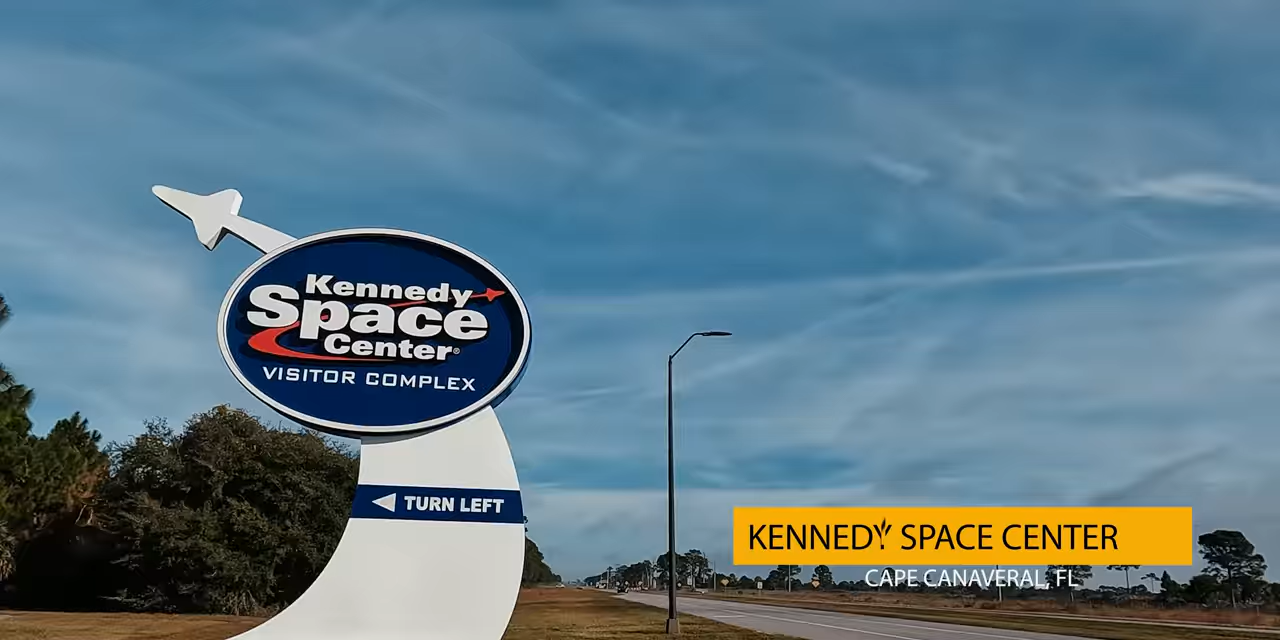 Kennedy
Space
Center®
VISITOR COMPLEX
TURN LEFT
KENNEDY SPACE CENTER
CAPE CANAVERAL, FL